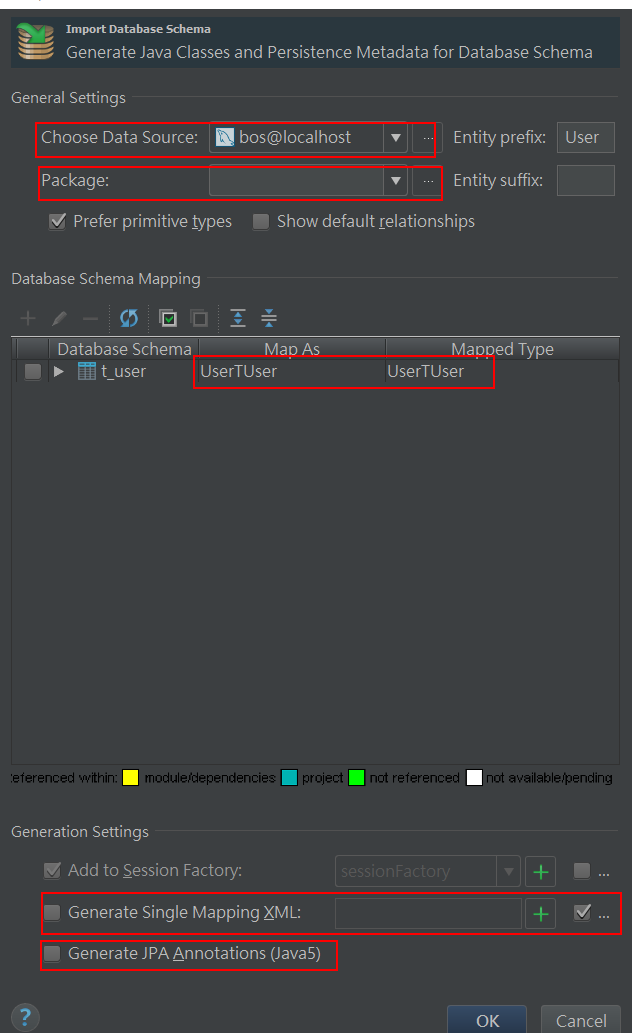 Import Database Schema
Generate Java Classes and Persistence Metadata for Database Schema
General Settings
Choose Data Source: bos@localhost ... Entity prefix: User
Package: ... Entity suffix:
Prefer primitive types Show default relationships
Database Schema Mapping
Database Schema Map As Mapped Type
t_user UserTUser UserTUser
eferenced within: module/dependencies project not referenced not available/pending
Generation Settings
Add to Session Factory: sessionFactory ...
Generate Single Mapping XML: ...
Generate JPA Annotations (Java5)
? OK Cancel